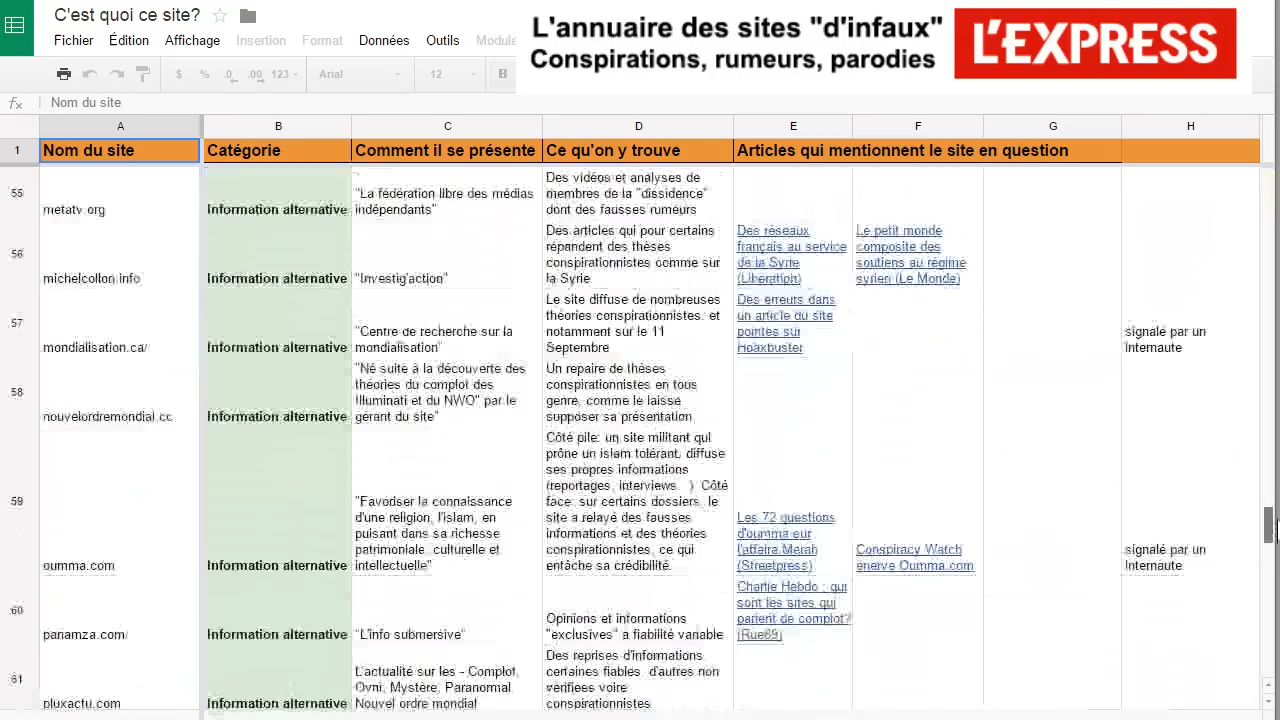 C'est quoi ce site?
L'annuaire des sites "d'infaux"
Conspirations, rumeurs, parodies
L'EXPRESS
Fichier Édition Affichage Insertion Format Données Outils Module
$ % .0 .00 123 Arial 12 B
fx Nom du site
A B C D E F G H
1 Nom du site Catégorie Comment il se présente Ce qu'on y trouve Articles qui mentionnent le site en question
55
metatv.org
Information alternative
"La fédération libre des médias
indépendants"
Des vidéos et analyses de
membres de la "dissidence"
dont des fausses rumeurs
56
michelcollon.info
Information alternative
"Investig'action"
Des articles qui pour certains
répandent des thèses
conspirationnistes comme sur
la Syrie
Des réseaux
français au service
de la Syrie
(Libération)
Le petit monde
composite des
soutiens au régime
syrien (Le Monde)
57
mondialisation.ca/
Information alternative
"Centre de recherche sur la
mondialisation"
Le site diffuse de nombreuses
théories conspirationnistes, et
notamment sur le 11
Septembre
Des erreurs dans
un article du site
pointés sur
Hoaxbuster
signalé par un
Internaute
58
nouvelordremondial.cc
Information alternative
"Né suite à la découverte des
théories du complot des
Illuminati et du NWO" par le
gérant du site"
Un repaire de thèses
conspirationnistes en tous
genre, comme le laisse
supposer sa présentation
59
oumma.com
Information alternative
"Favoriser la connaissance
d'une religion, l'islam, en
puisant dans sa richesse
patrimoniale, culturelle et
intellectuelle"
Côté pile: un site militant qui
prône un islam tolérant, diffuse
ses propres informations
(reportages, interviews...) Côté
face: sur certains dossiers, le
site a relayé des fausses
informations et des théories
conspirationnistes, ce qui
entâche sa crédibilité.
Les 72 questions
d'oumma sur
l'affaire Merah
(Streetpress)
Conspiracy Watch
énerve Oumma.com
signalé par un
Internaute
60
panamza.com/
Information alternative
"L'info submersive"
Opinions et informations
"exclusives" à fiabilité variable
Charlie Hebdo : qui
sont les sites qui
parlent de complot?
(Rue89)
61
pluxactu.com
Information alternative
L'actualité sur les - Complot,
Ovni, Mystère, Paranormal
Nouvel ordre mondial
Des reprises d'informations
certaines fiables d'autres non
vérifiées voire
conspirationnistes